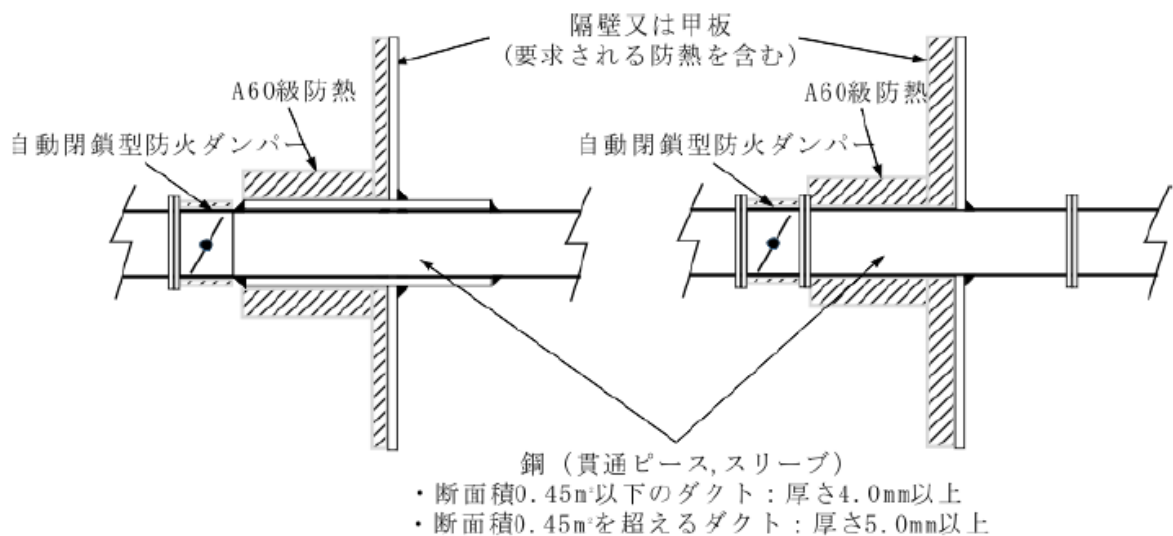 隔壁又は甲板
(要求される防熱を含む)
A60級防熱
A60級防熱
自動閉鎖型防火ダンパー
自動閉鎖型防火ダンパー
鋼（貫通ピース,スリーブ）
・断面積0.45m²以下のダクト：厚さ4.0mm以上
・断面積0.45m²を超えるダクト：厚さ5.0mm以上